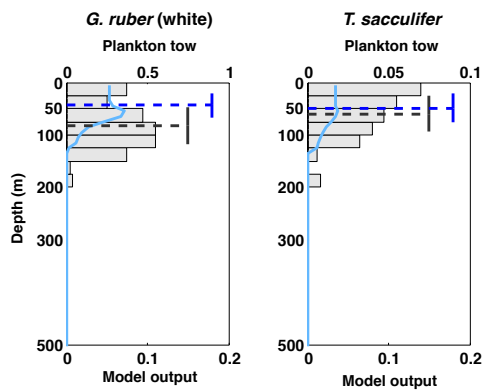 G. ruber (white)
T. sacculifer
Plankton tow
Plankton tow
0 0.5 1
0 0.05 0.1
0
50
100
200
300
500
0
50
100
200
300
500
Depth (m)
0 0.1 0.2
0 0.1 0.2
Model output
Model output